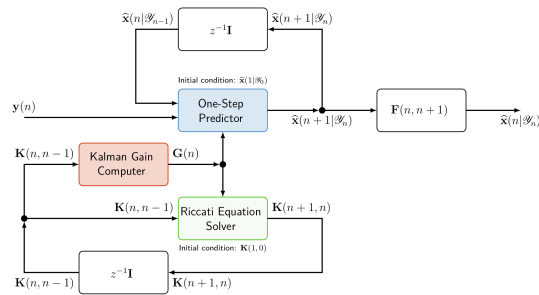 x̂(n|𝒴ₙ₋₁)
z⁻¹I
x̂(n+1|𝒴ₙ)
Initial condition: x̂(1|𝒴₀)
y(n)
One-Step
Predictor
x̂(n+1|𝒴ₙ)
F(n, n+1)
x̂(n|𝒴ₙ)
K(n, n−1)
Kalman Gain
Computer
G(n)
K(n, n−1)
Riccati Equation
Solver
K(n+1, n)
Initial condition: K(1, 0)
K(n, n−1)
z⁻¹I
K(n+1, n)